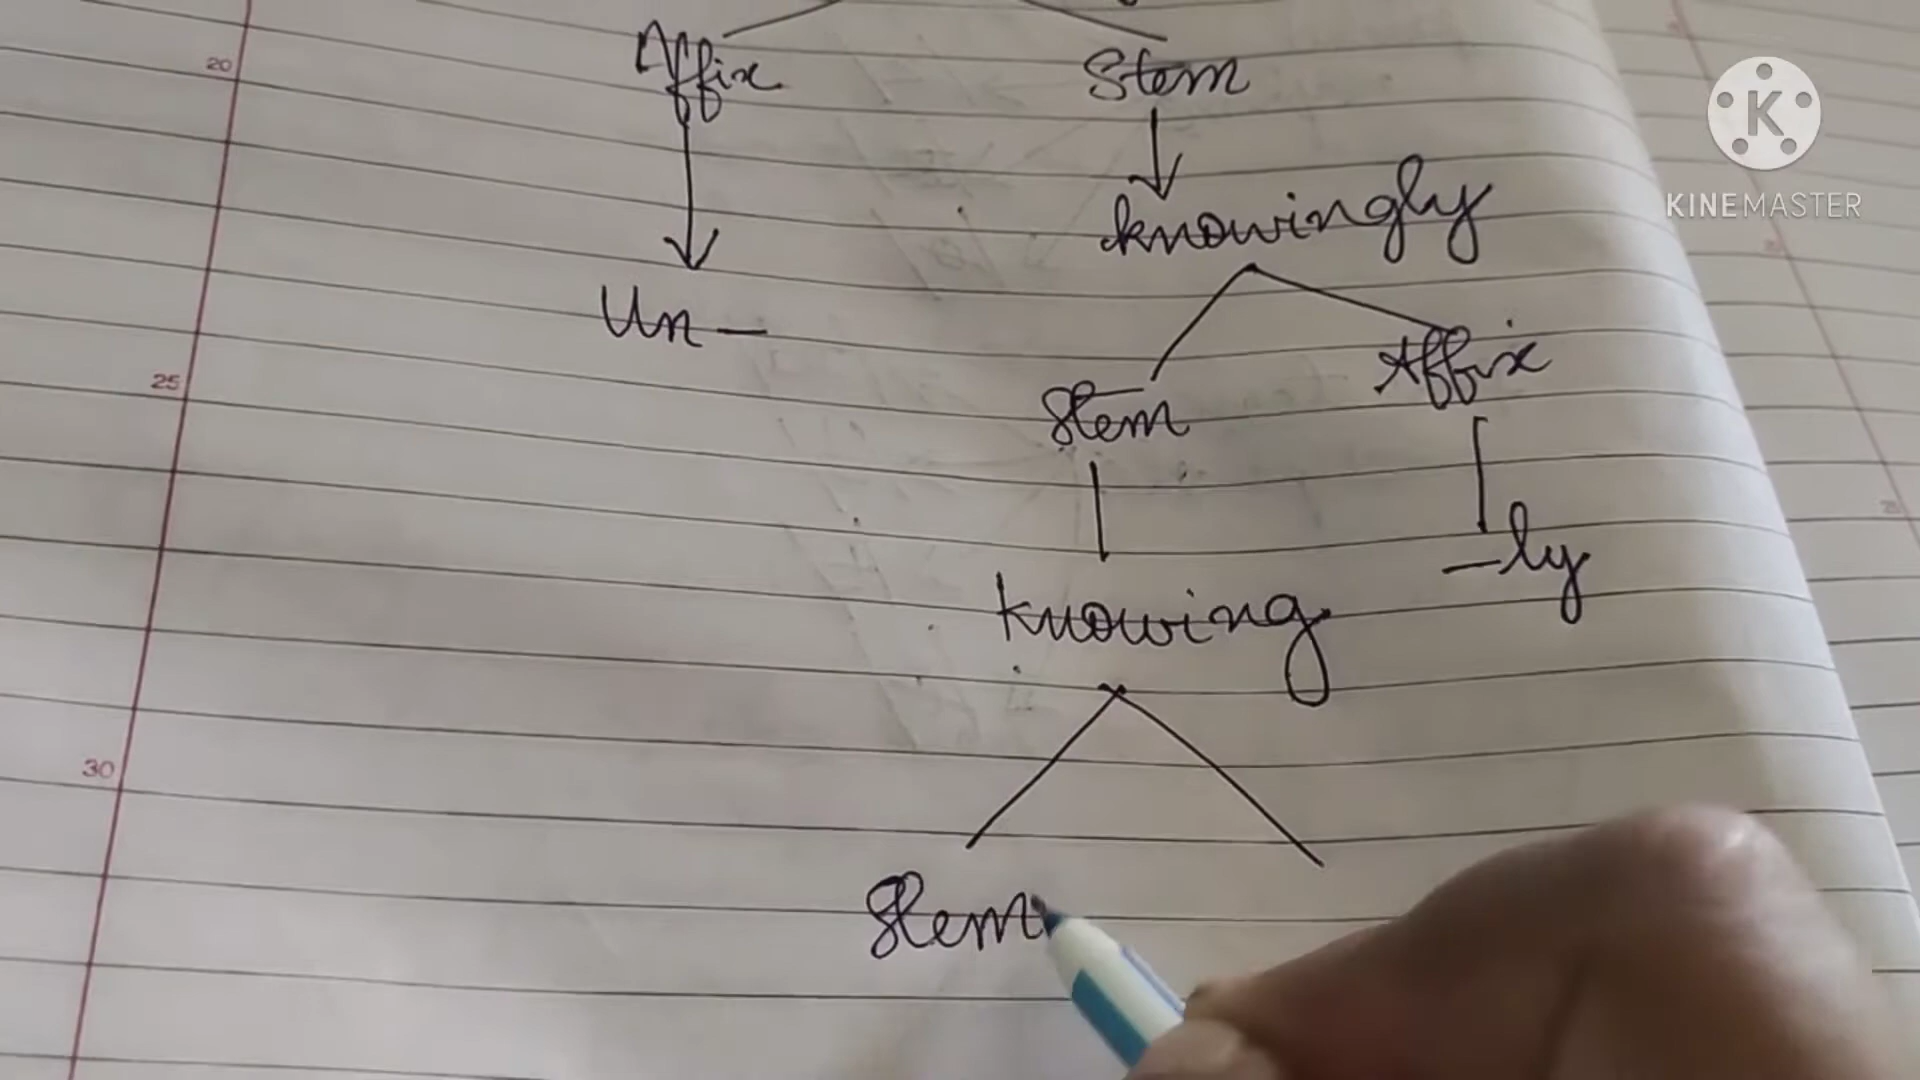 20
Affix
Stem
K
KINEMASTER
knowingly
Un -
Affix
25
Stem
-ly
knowing
30
Stem